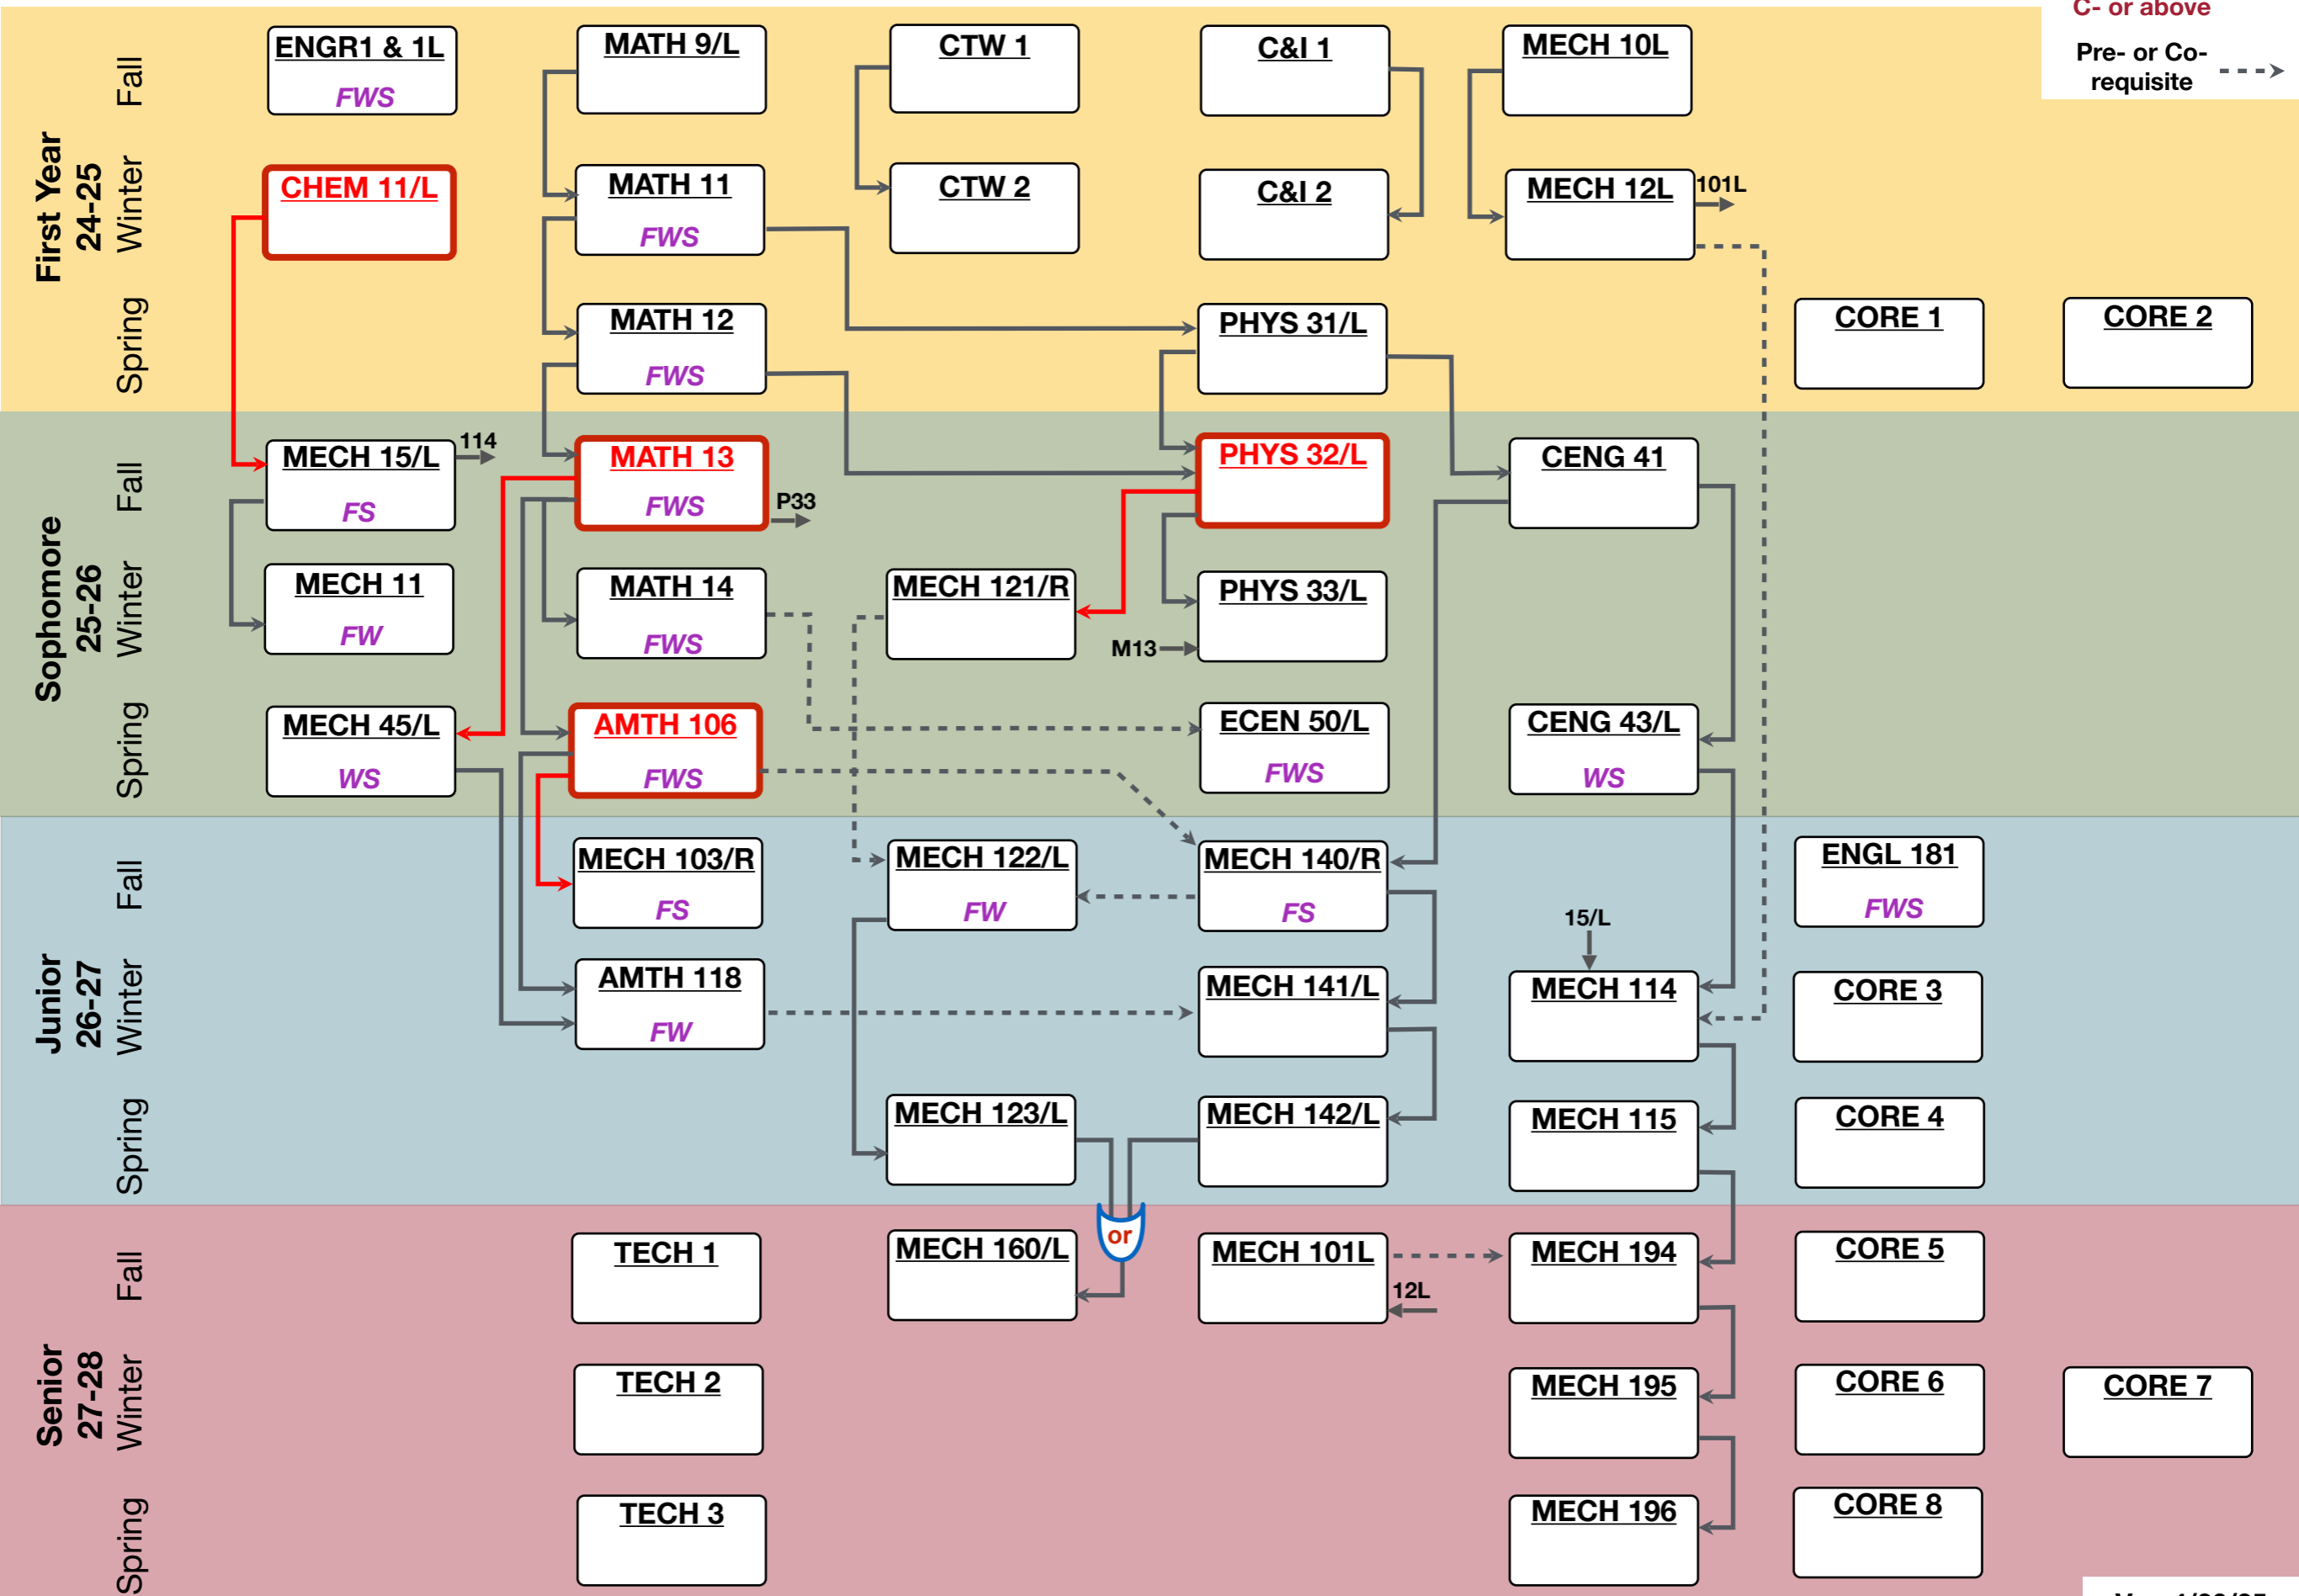 C- or above
Pre- or Co-
requisite
First Year
24-25
Fall
ENGR1 & 1L
FWS
MATH 9/L
CTW 1
C&I 1
MECH 10L
Winter
CHEM 11/L
MATH 11
FWS
CTW 2
C&I 2
MECH 12L
101L
Spring
MATH 12
FWS
PHYS 31/L
CORE 1
CORE 2
Sophomore
25-26
Fall
MECH 15/L
FS
114
MATH 13
FWS
P33
PHYS 32/L
CENG 41
Winter
MECH 11
FW
MATH 14
FWS
MECH 121/R
M13
PHYS 33/L
Spring
MECH 45/L
WS
AMTH 106
FWS
ECEN 50/L
FWS
CENG 43/L
WS
Junior
26-27
Fall
MECH 103/R
FS
MECH 122/L
FW
MECH 140/R
FS
ENGL 181
FWS
Winter
AMTH 118
FW
MECH 141/L
15/L
MECH 114
CORE 3
Spring
MECH 123/L
MECH 142/L
MECH 115
CORE 4
Senior
27-28
Fall
TECH 1
MECH 160/L
or
MECH 101L
12L
MECH 194
CORE 5
Winter
TECH 2
MECH 195
CORE 6
CORE 7
Spring
TECH 3
MECH 196
CORE 8